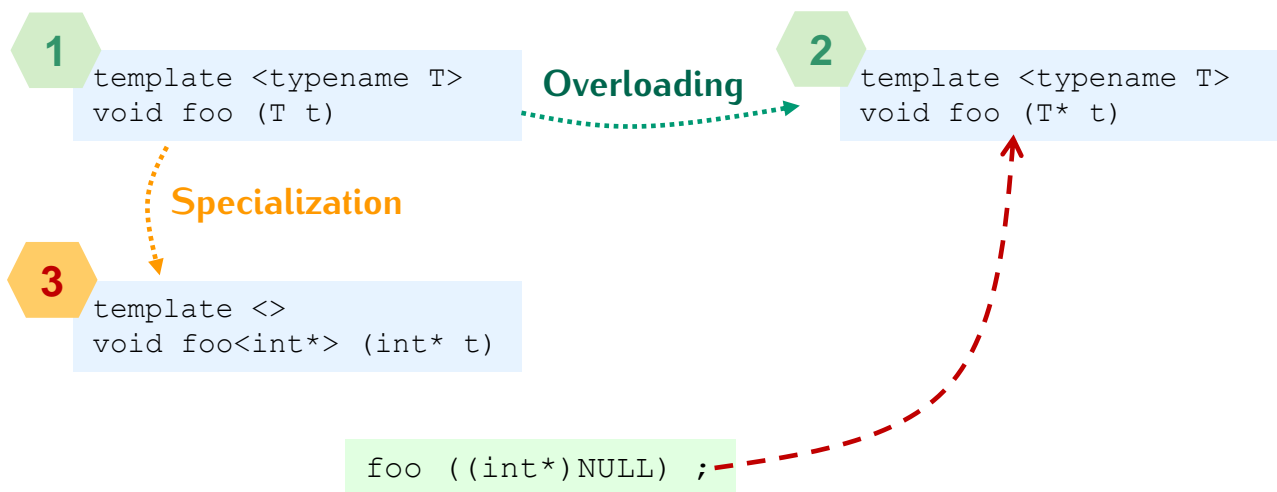 1
template <typename T>
void foo (T t)
Overloading
2
template <typename T>
void foo (T* t)
Specialization
3
template <>
void foo<int*> (int* t)
foo ((int*)NULL) ;